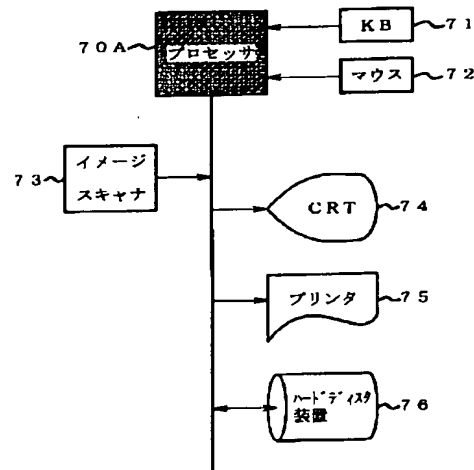 70A
プロセッサ
KB
71
マウス
72
73
イメージ
スキャナ
CRT
74
プリンタ
75
ハードディスタ
装置
76